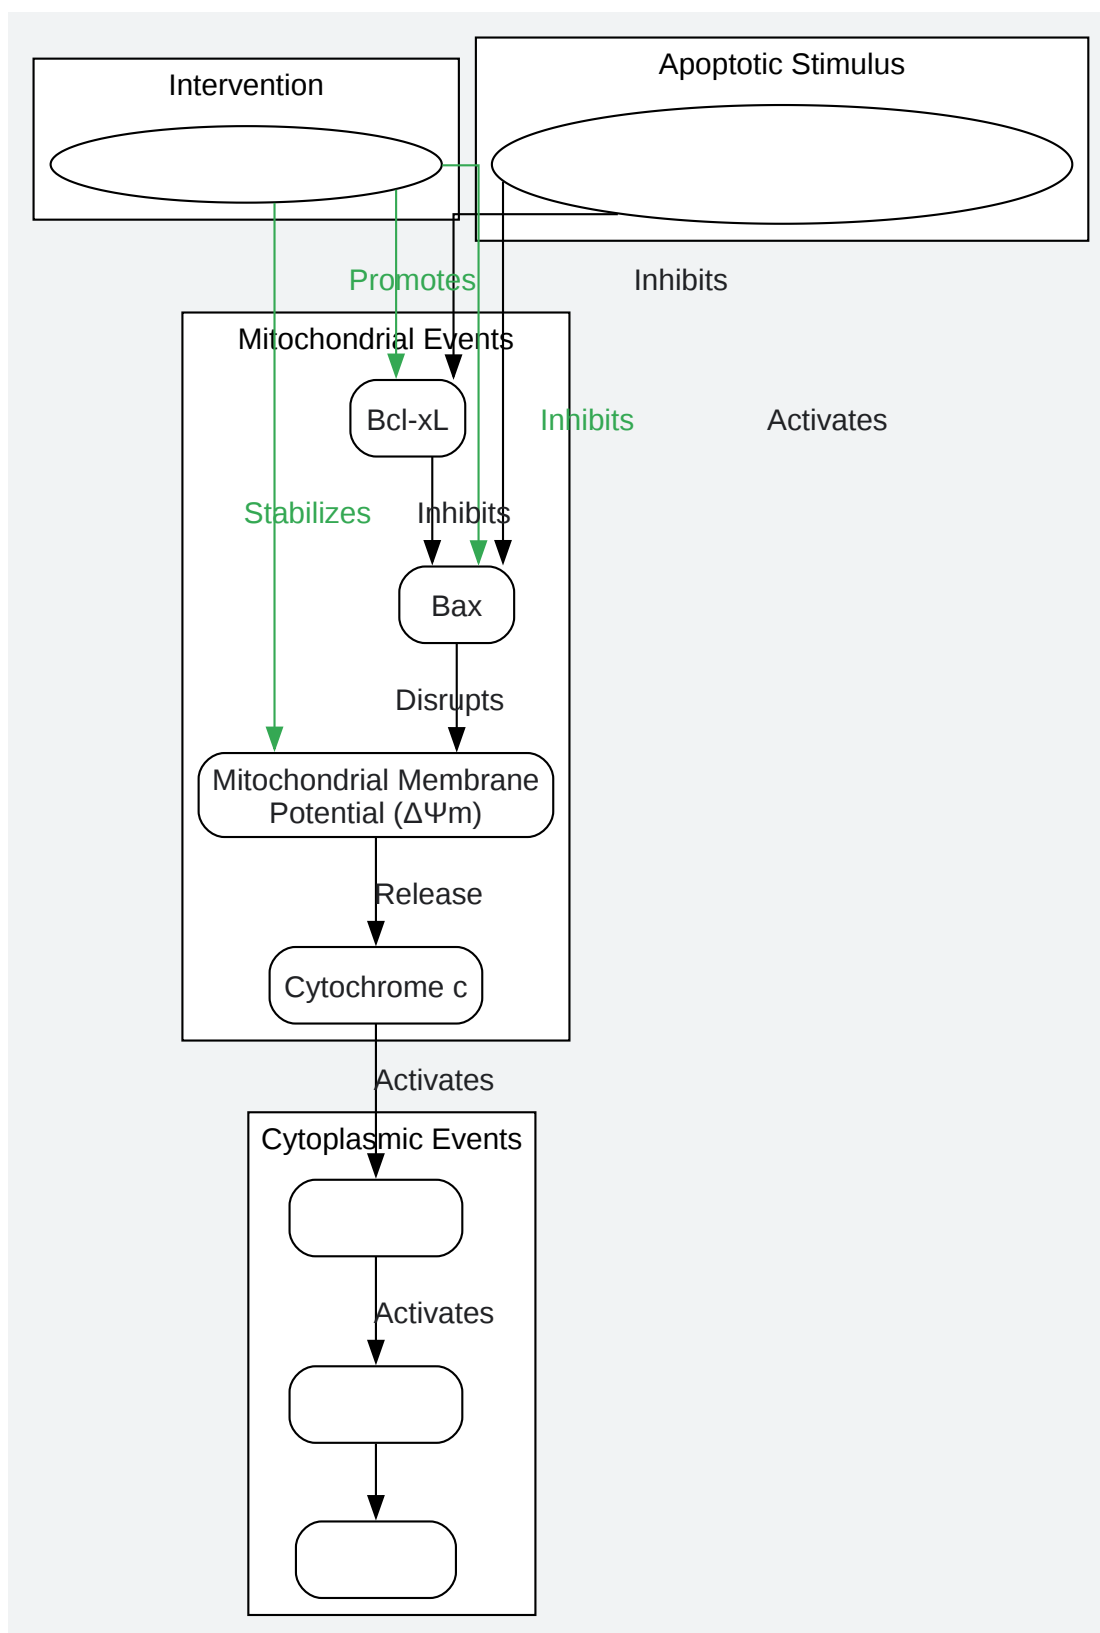 Intervention
Apoptotic Stimulus
Promotes
Inhibits
Mitochondrial Events
Bcl-xL
Inhibits
Activates
Stabilizes
Inhibits
Bax
Disrupts
Mitochondrial Membrane
Potential (ΔΨm)
Release
Cytochrome c
Activates
Cytoplasmic Events
Activates